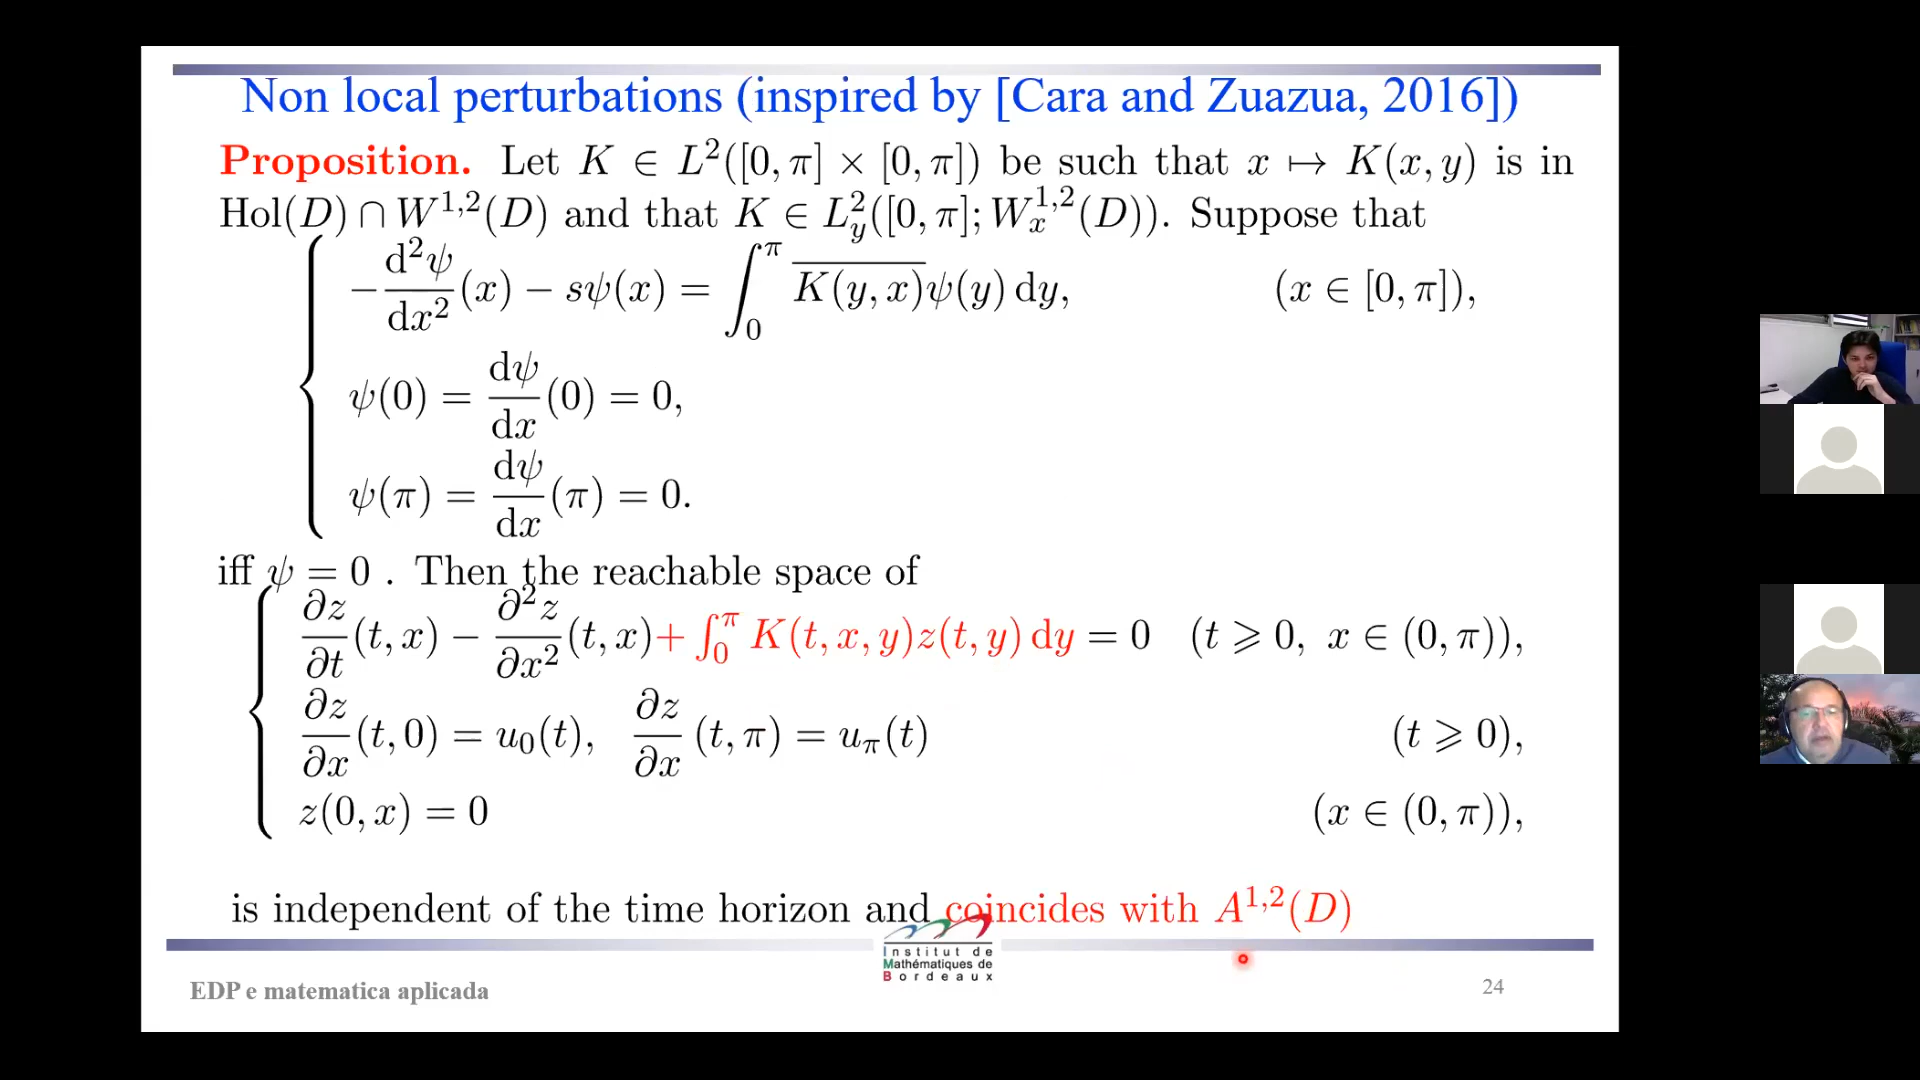 Non local perturbations (inspired by [Cara and Zuazua, 2016])
Proposition. Let K ∈ L²([0, π] × [0, π]) be such that x ↦ K(x, y) is in
Hol(D) ∩ W^{1,2}(D) and that K ∈ L²_y([0, π]; W^{1,2}_x(D)). Suppose that
−d²ψ/dx²(x) − sψ(x) = ∫_0^π \overline{K(y, x)}ψ(y) dy, (x ∈ [0, π]),
ψ(0) = dψ/dx(0) = 0,
ψ(π) = dψ/dx(π) = 0.
iff ψ = 0 . Then the reachable space of
∂z/∂t(t, x) − ∂²z/∂x²(t, x) + ∫_0^π K(t, x, y)z(t, y) dy = 0 (t ⩾ 0, x ∈ (0, π)),
∂z/∂x(t, 0) = u_0(t), ∂z/∂x(t, π) = u_π(t) (t ⩾ 0),
z(0, x) = 0 (x ∈ (0, π)),
is independent of the time horizon and coincides with A^{1,2}(D)
Institut de
Mathématiques de
Bordeaux
EDP e matematica aplicada
24